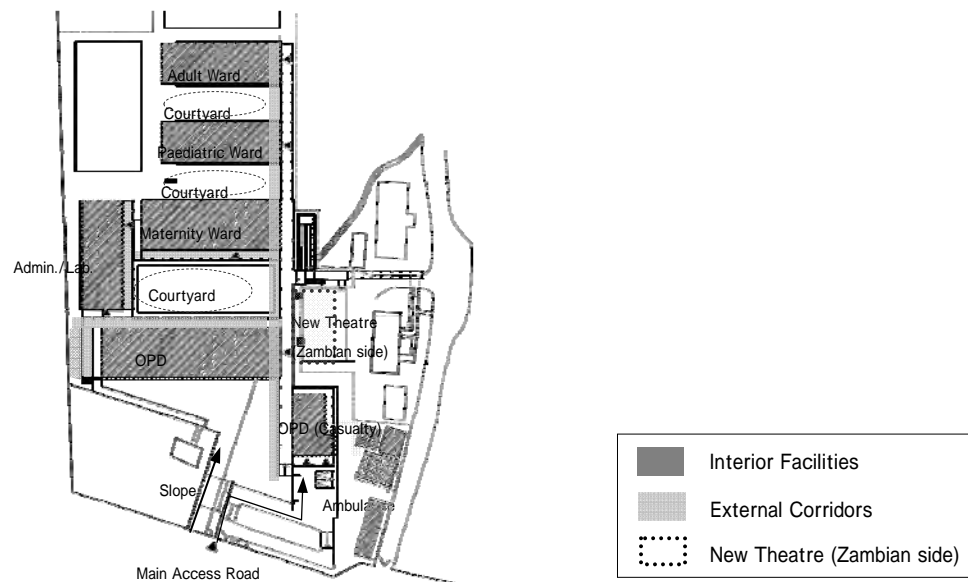 Adult Ward
Courtyard
Paediatric Ward
Courtyard
Maternity Ward
Admin./Lab.
Courtyard
New Theatre
(Zambian side)
OPD
OPD (Casualty)
Slope
Ambulance
Main Access Road
Interior Facilities
External Corridors
New Theatre (Zambian side)